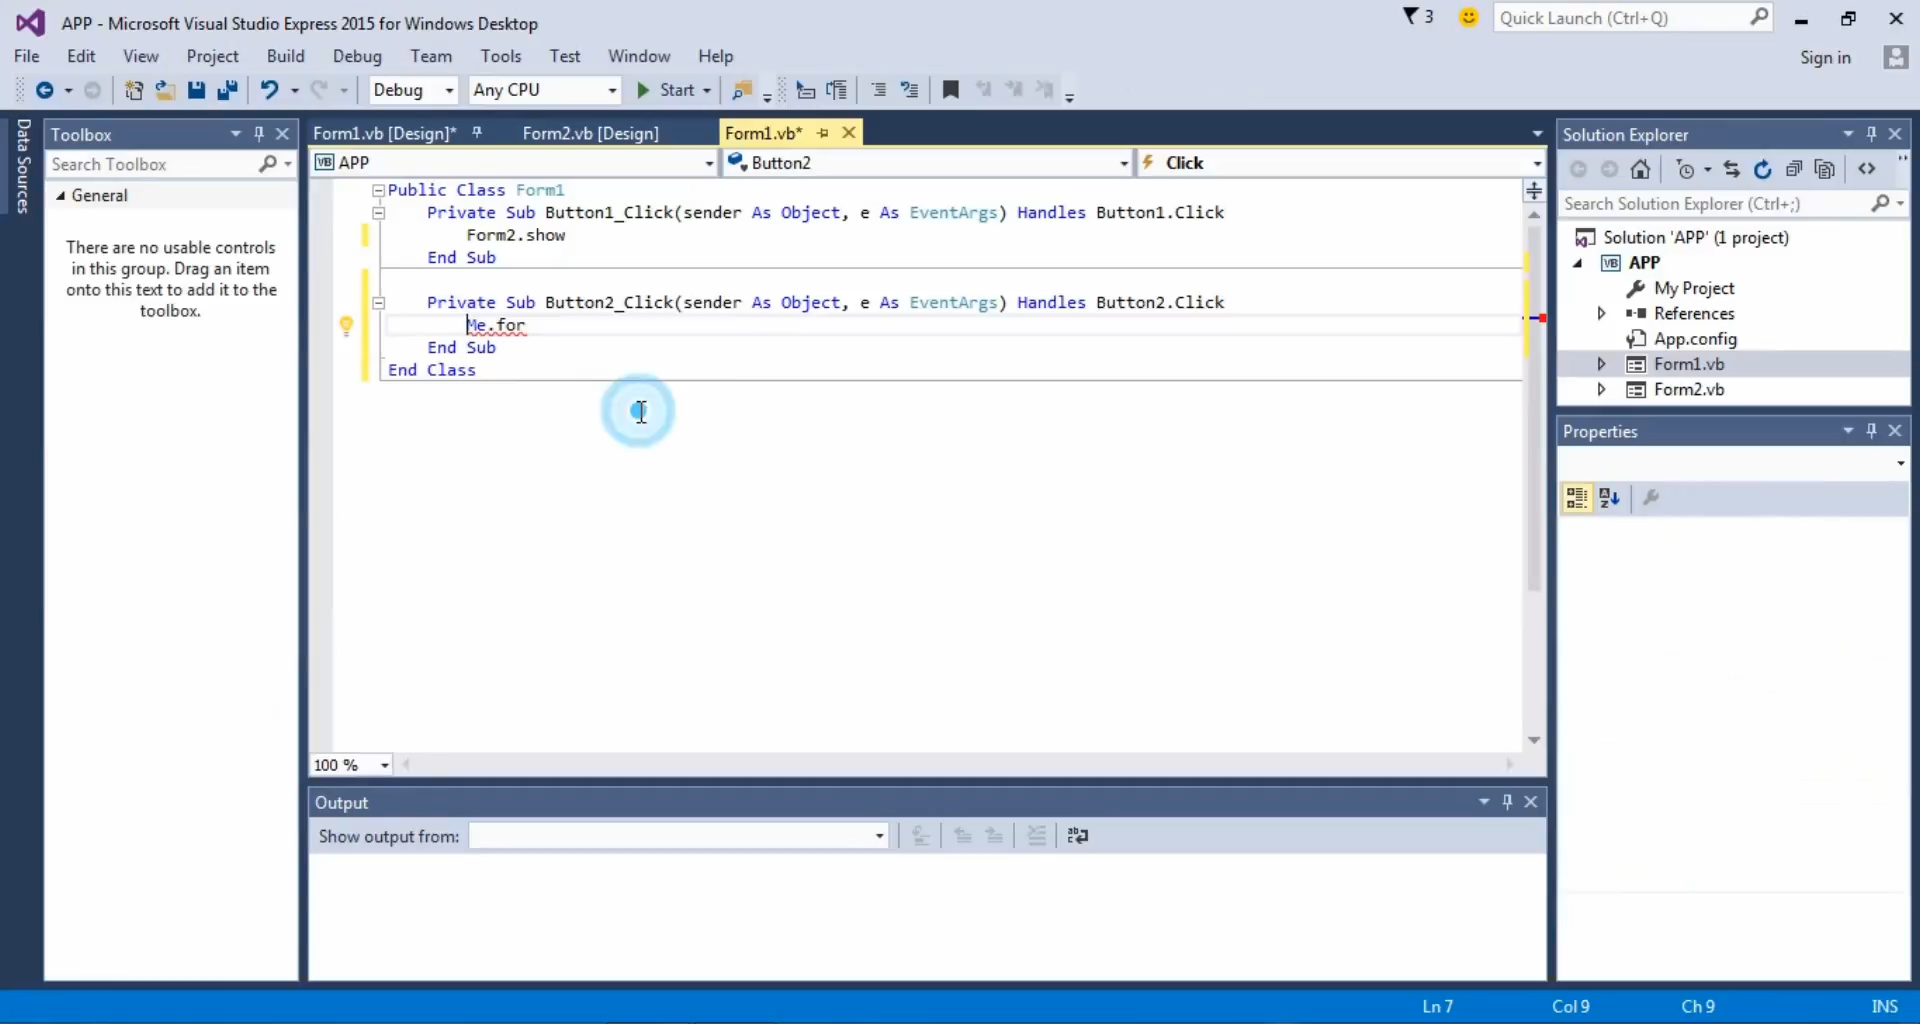 APP - Microsoft Visual Studio Express 2015 for Windows Desktop
3
Quick Launch (Ctrl+Q)
File Edit View Project Build Debug Team Tools Test Window Help
Sign in
Debug Any CPU Start
Data Sources
Toolbox
Search Toolbox
General
There are no usable controls
in this group. Drag an item
onto this text to add it to the
toolbox.
Form1.vb [Design]* Form2.vb [Design] Form1.vb*
VB APP Button2 Click
Public Class Form1
Private Sub Button1_Click(sender As Object, e As EventArgs) Handles Button1.Click
Form2.show
End Sub
Private Sub Button2_Click(sender As Object, e As EventArgs) Handles Button2.Click
Me.for
End Sub
End Class
100 %
Output
Show output from:
Solution Explorer
Search Solution Explorer (Ctrl+;)
Solution 'APP' (1 project)
VB APP
My Project
References
App.config
Form1.vb
Form2.vb
Properties
Ln 7 Col 9 Ch 9 INS